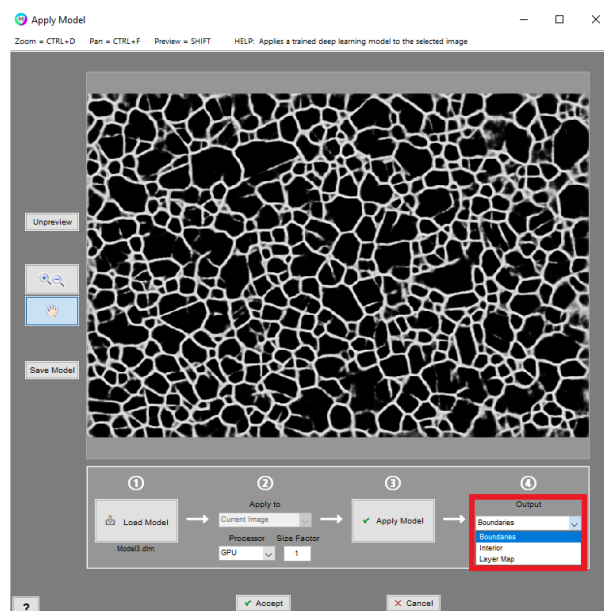 Apply Model
Zoom = CTRL+D Pan = CTRL+F Preview = SHIFT HELP: Applies a trained deep learning model to the selected image
Unpreview
Save Model
① ② ③ ④
Apply to
Output
Load Model
Current Image
Apply Model
Boundaries
Processor Size Factor
Boundaries
Model3.dlm
GPU
1
Interior
Layer Map
?
Accept
Cancel